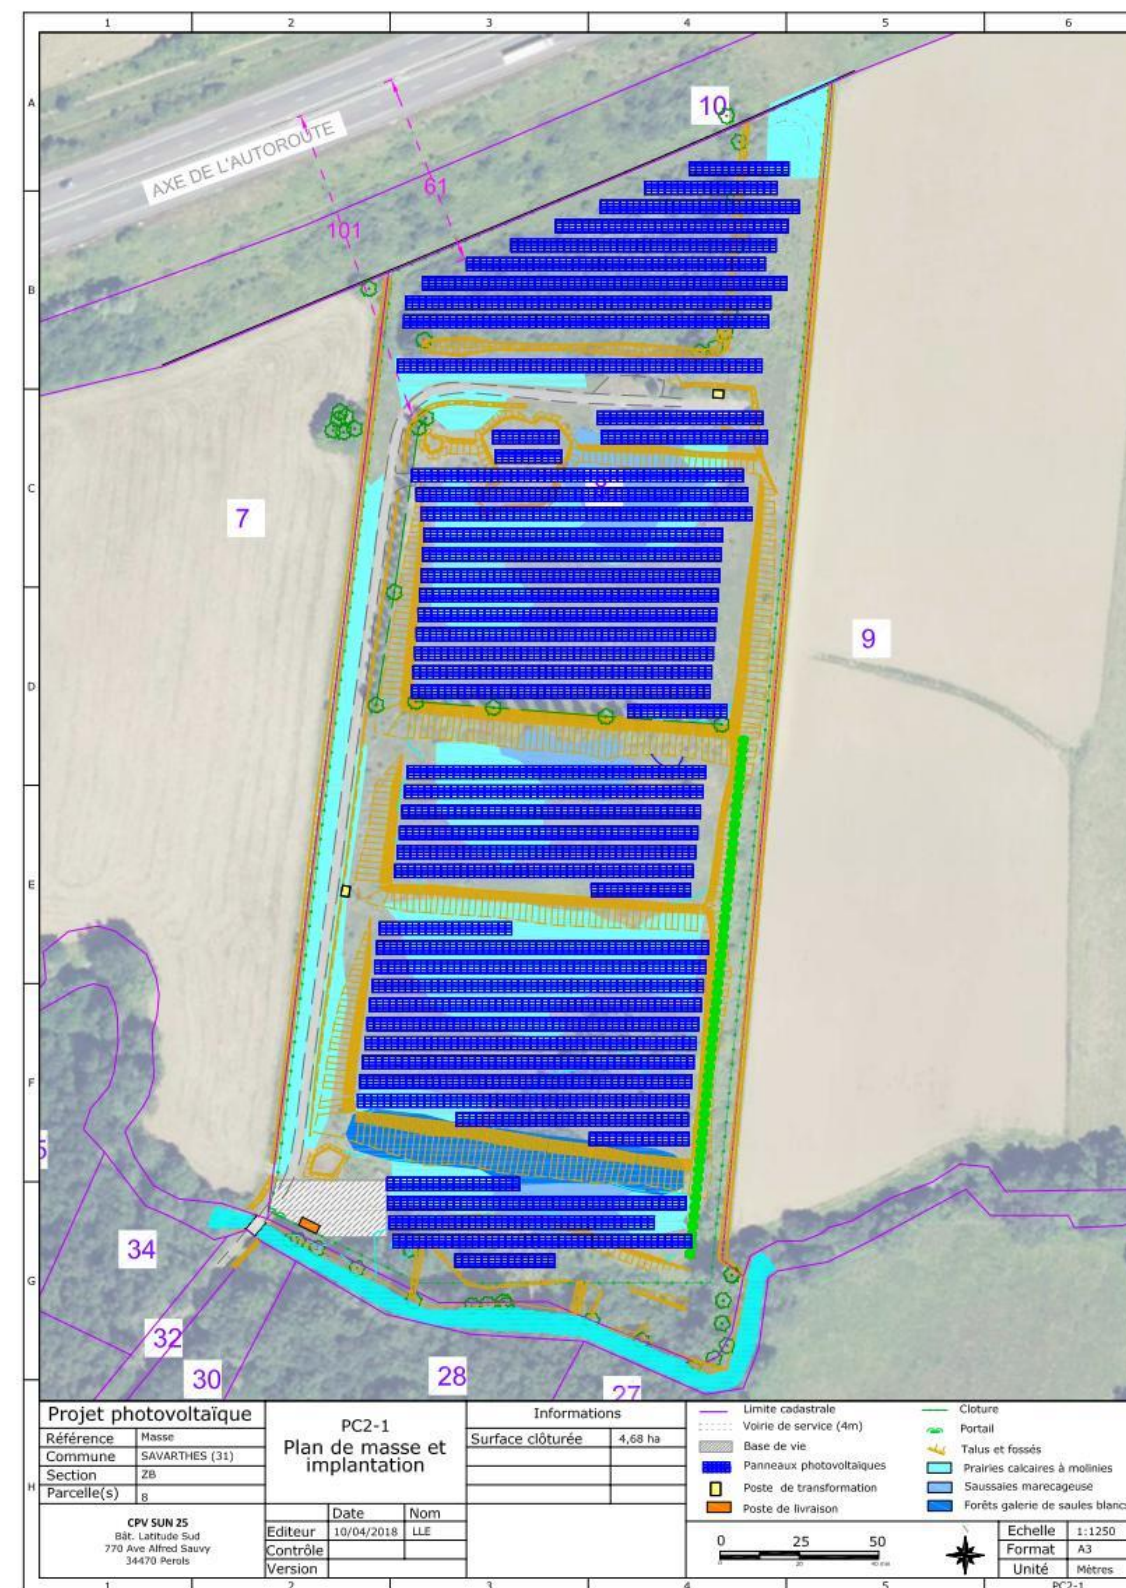 1 2 3 4 5 6
A
B
C
D
E
F
G
H
10
AXE DE L'AUTOROUTE
61
101
7
9
34
32
30
28
27
Projet photovoltaïque
Référence Masse
Commune SAVARTHES (31)
Section ZB
Parcelle(s) 8
CPV SUN 25
Bât. Latitude Sud
770 Ave Alfred Sauvy
34470 Perols
PC2-1
Plan de masse et
implantation
Date Nom
Editeur 10/04/2018 LLE
Contrôle
Version
Informations
Surface clôturée 4,68 ha
Limite cadastrale
Voirie de service (4m)
Base de vie
Panneaux photovoltaïques
Poste de transformation
Poste de livraison
Cloture
Portail
Talus et fossés
Prairies calcaires à molinies
Saussaies marecageuse
Forêts galerie de saules blancs
0 25 50
Echelle 1:1250
Format A3
Unité Mètres
1 2 3 4 5 PC2-1